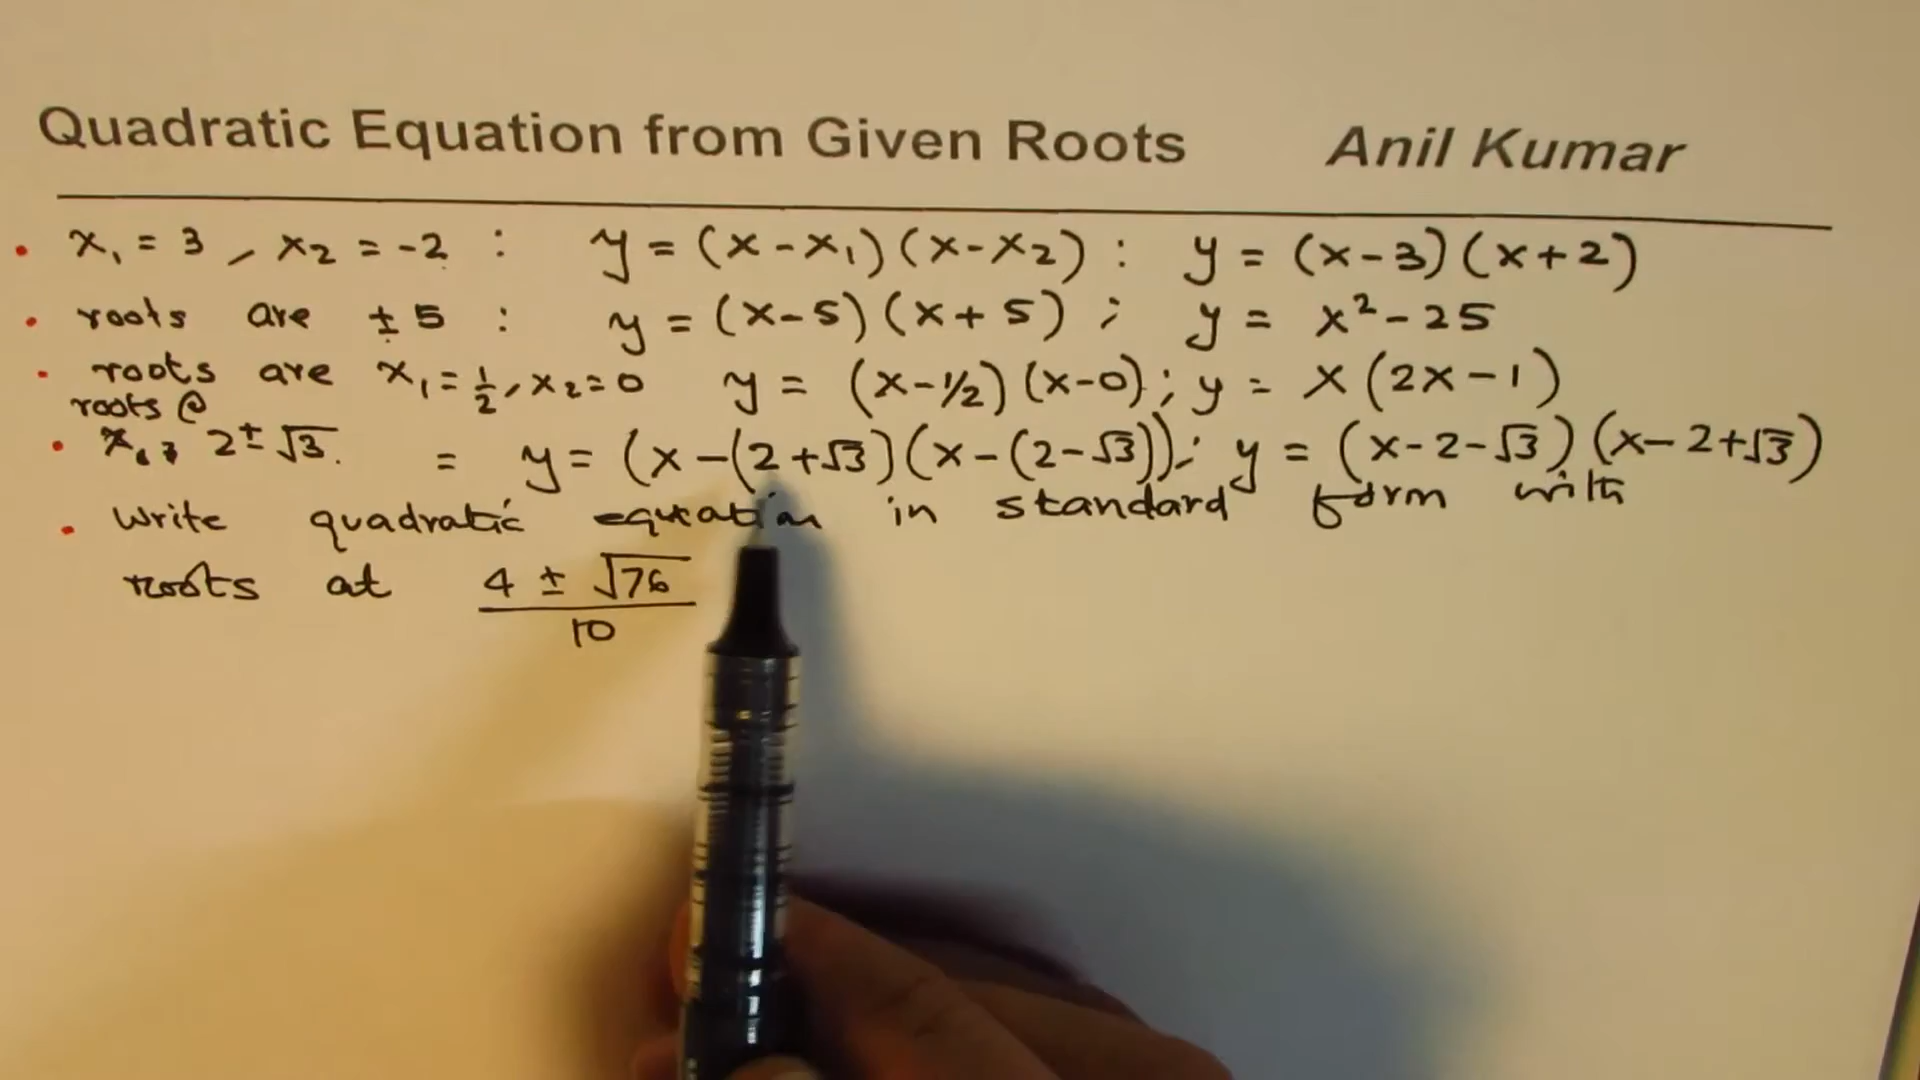 Quadratic Equation from Given Roots Anil Kumar
• x₁ = 3, x₂ = -2 : y = (x - x₁)(x - x₂) : y = (x - 3)(x + 2)
• roots are ±5 : y = (x - 5)(x + 5) ; y = x² - 25
• roots are x₁ = 1/2, x₂ = 0 y = (x - 1/2)(x - 0) ; y = x(2x - 1)
roots @
• 2 ± √3. = y = (x - (2 + √3)(x - (2 - √3)) ; y = (x - 2 - √3)(x - 2 + √3)
• Write quadratic equation in standard form with
roots at (4 ± √76)/10